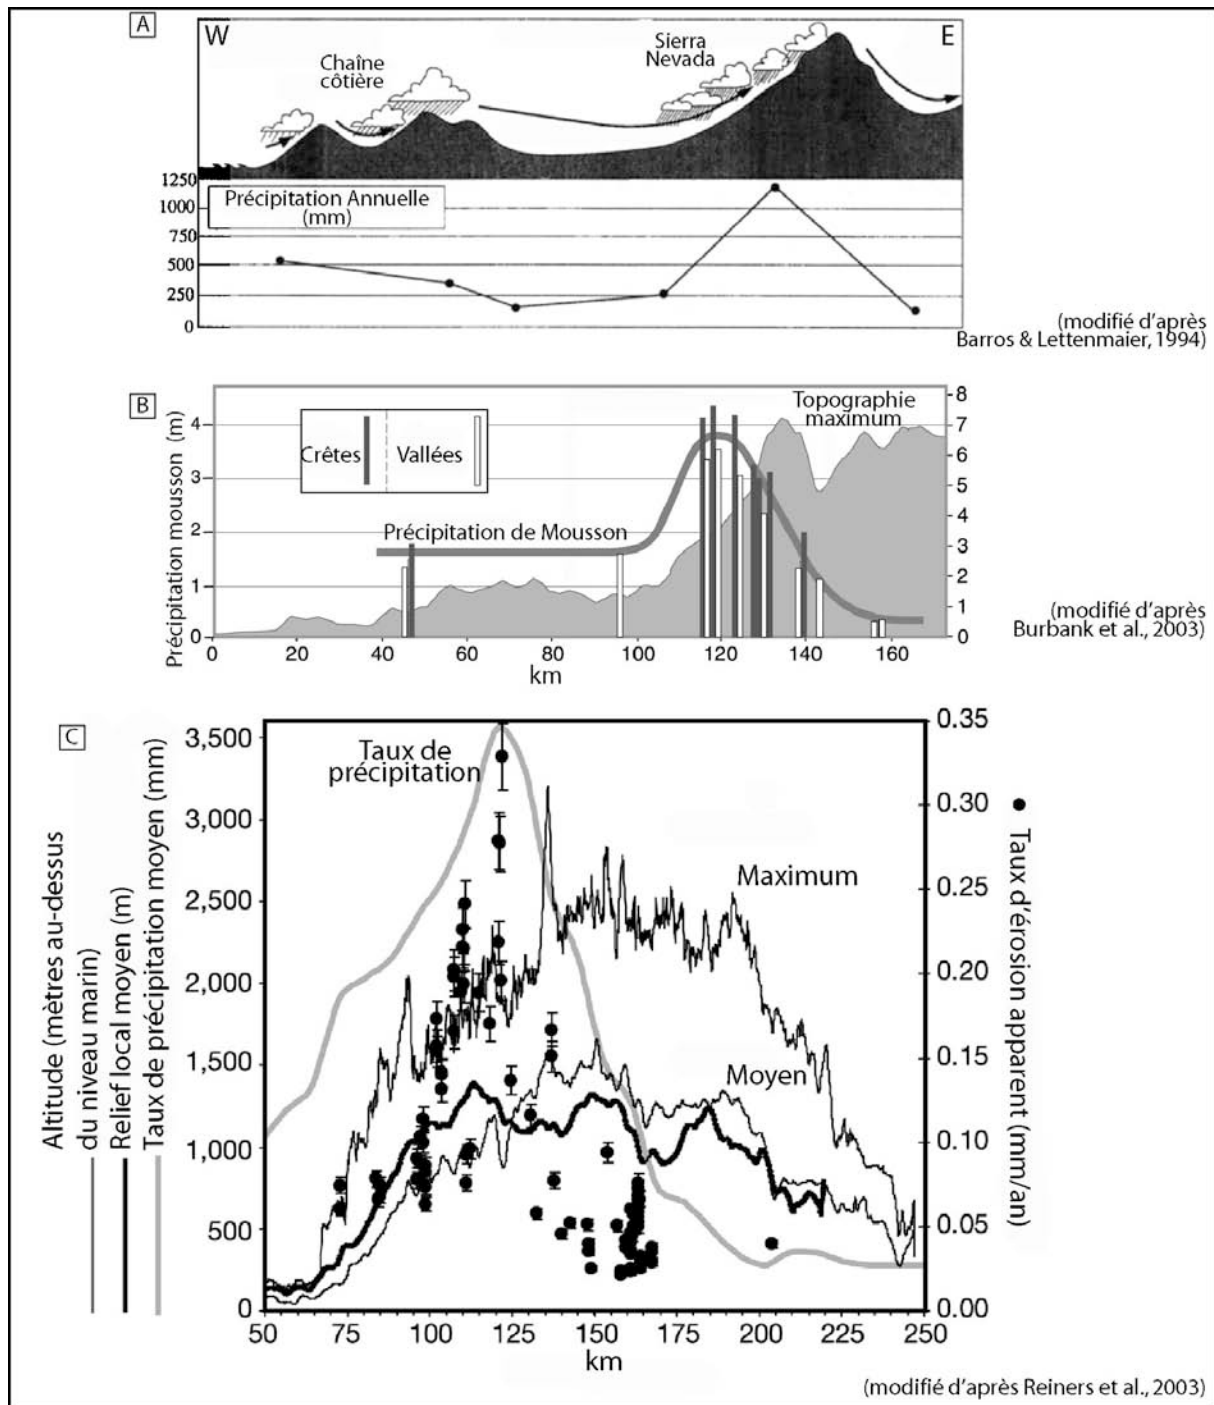 A
W
E
Chaîne
côtière
Sierra
Nevada
1250
1000
750
500
250
0
Précipitation Annuelle
(mm)
(modifié d'après
Barros & Lettenmaier, 1994)
B
Précipitation mousson (m)
4
3
2
1
0
Crêtes
Vallées
Topographie
maximum
Précipitation de Mousson
8
7
6
5
4
3
2
1
0
0 20 40 60 80 100 120 140 160
km
(modifié d'après
Burbank et al., 2003)
C
Altitude (mètres au-dessus
du niveau marin)
Relief local moyen (m)
Taux de précipitation moyen (mm)
3,500
3,000
2,500
2,000
1,500
1,000
500
0
Taux de
précipitation
Maximum
Moyen
0.35
0.30
0.25
0.20
0.15
0.10
0.05
0.00
Taux d'érosion apparent (mm/an)
50 75 100 125 150 175 200 225 250
km
(modifié d'après Reiners et al., 2003)